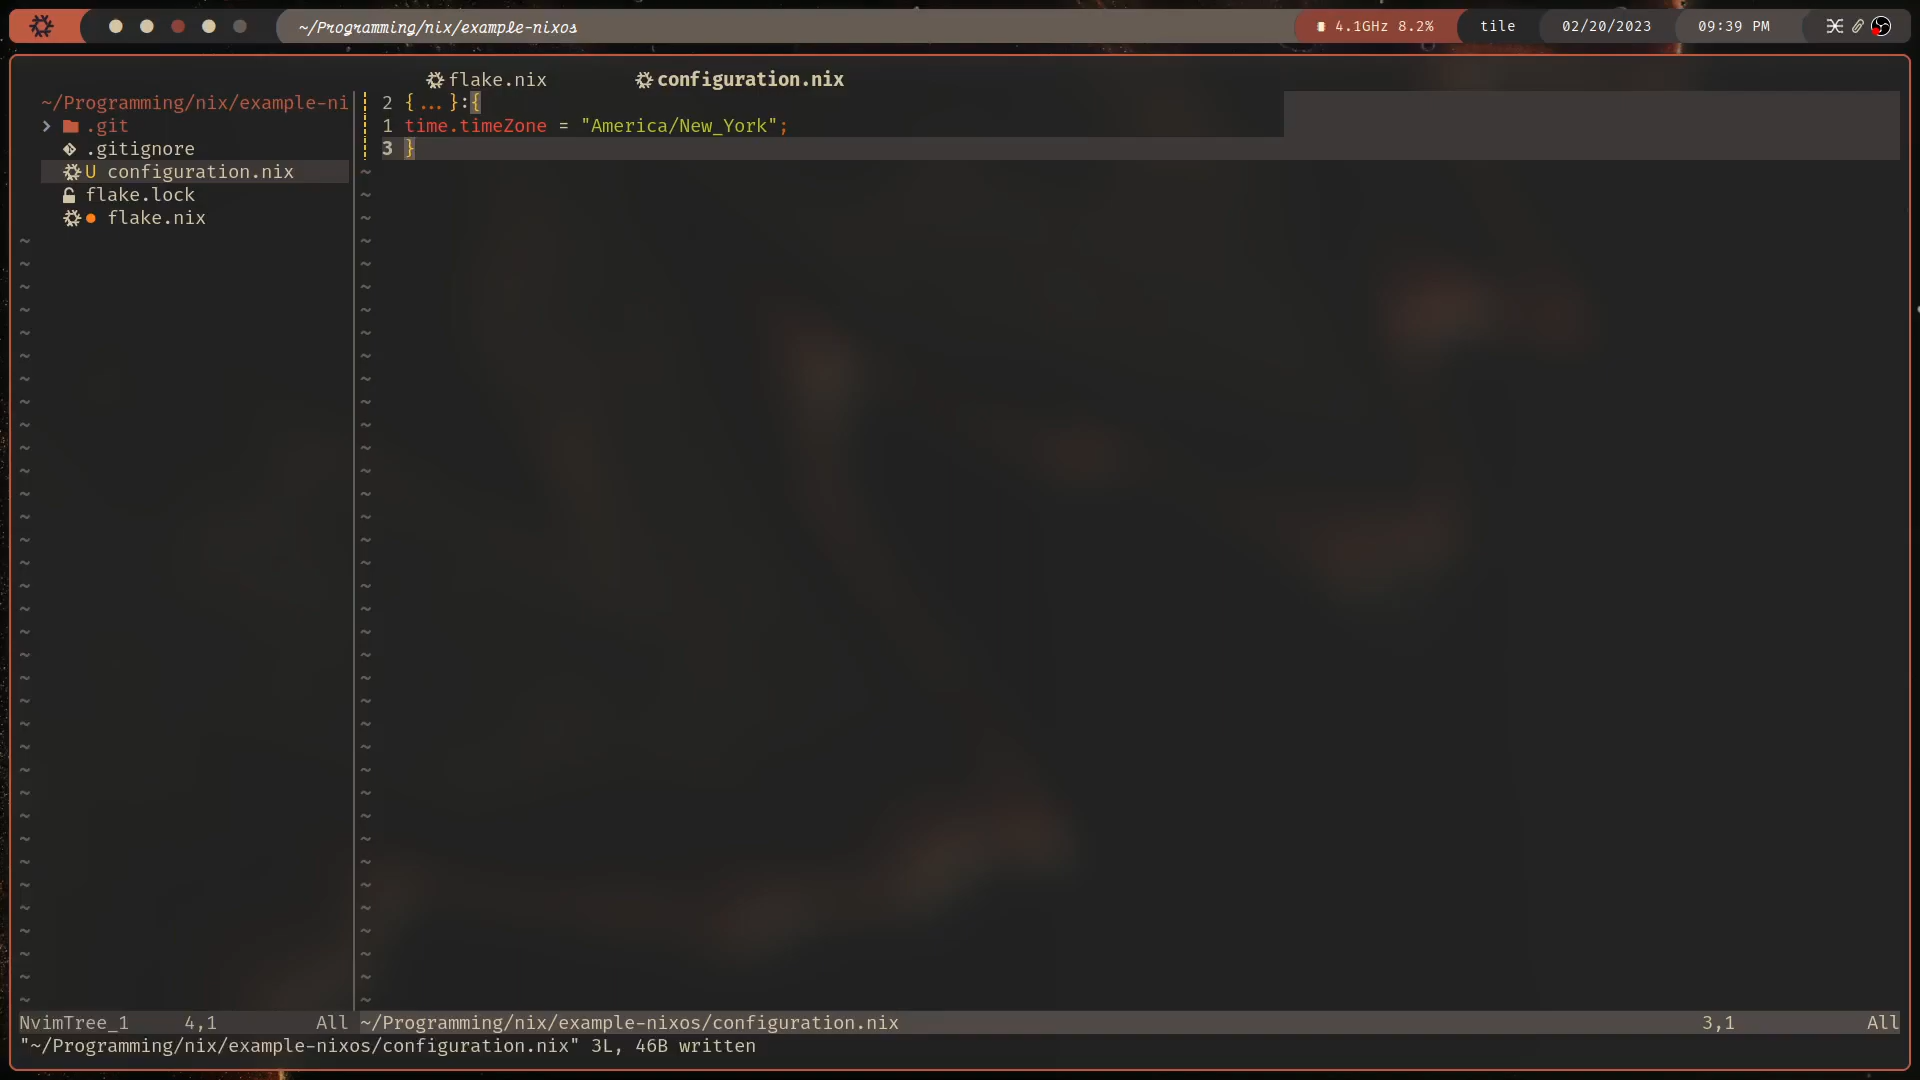 ~/Programming/nix/example-nixos
4.1GHz 8.2%
tile
02/20/2023
09:39 PM
flake.nix
configuration.nix
~/Programming/nix/example-ni
.git
.gitignore
U configuration.nix
flake.lock
flake.nix
2 {...}:{
1 time.timeZone = "America/New_York";
3 }
NvimTree_1 4,1 All
~/Programming/nix/example-nixos/configuration.nix 3,1 All
"~/Programming/nix/example-nixos/configuration.nix" 3L, 46B written